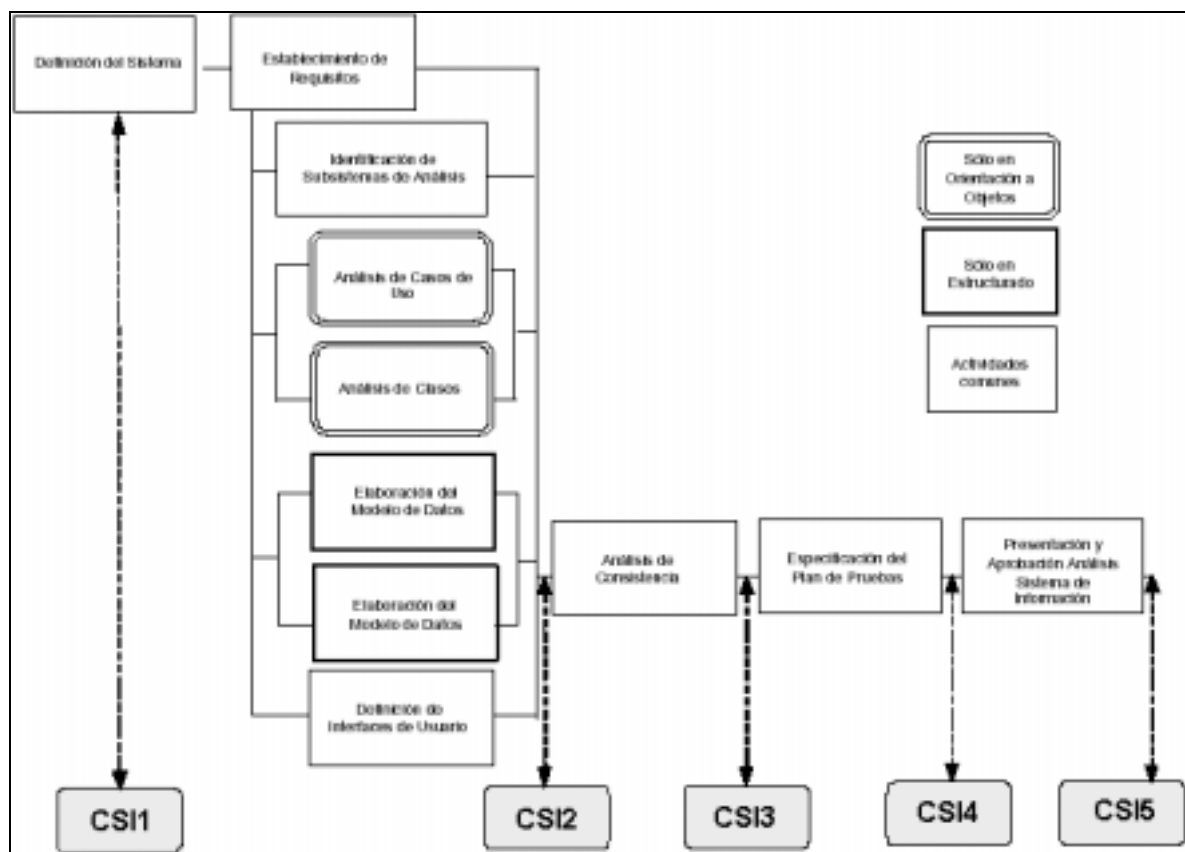 Definición del Sistema
Establecimiento de
Requisitos
Identificación de
Subsistemas de Análisis
Análisis de Casos de
Uso
Análisis de Clases
Elaboración del
Modelo de Datos
Elaboración del
Modelo de Datos
Definición de
Interfaces de Usuario
Análisis de
Consistencia
Especificación del
Plan de Pruebas
Presentación y
Aprobación Análisis
Sistema de
Información
Sólo en
Orientación a
Objetos
Sólo en
Estructurado
Actividades
comunes
CSI1
CSI2
CSI3
CSI4
CSI5